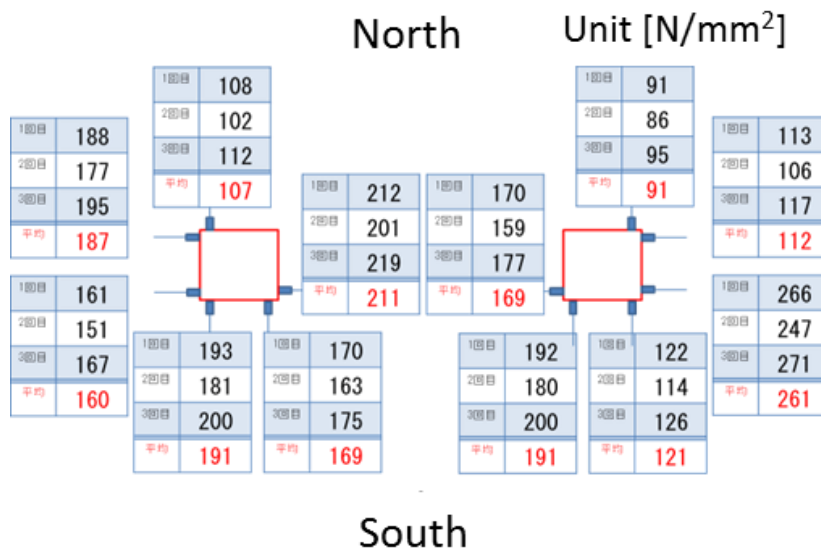 North
Unit [N/mm²]
1回目 108
2回目 102
3回目 112
平均 107
1回目 91
2回目 86
3回目 95
平均 91
1回目 188
2回目 177
3回目 195
平均 187
1回目 113
2回目 106
3回目 117
平均 112
1回目 212
2回目 201
3回目 219
平均 211
1回目 170
2回目 159
3回目 177
平均 169
1回目 161
2回目 151
3回目 167
平均 160
1回目 266
2回目 247
3回目 271
平均 261
1回目 193
2回目 181
3回目 200
平均 191
1回目 170
2回目 163
3回目 175
平均 169
1回目 192
2回目 180
3回目 200
平均 191
1回目 122
2回目 114
3回目 126
平均 121
South